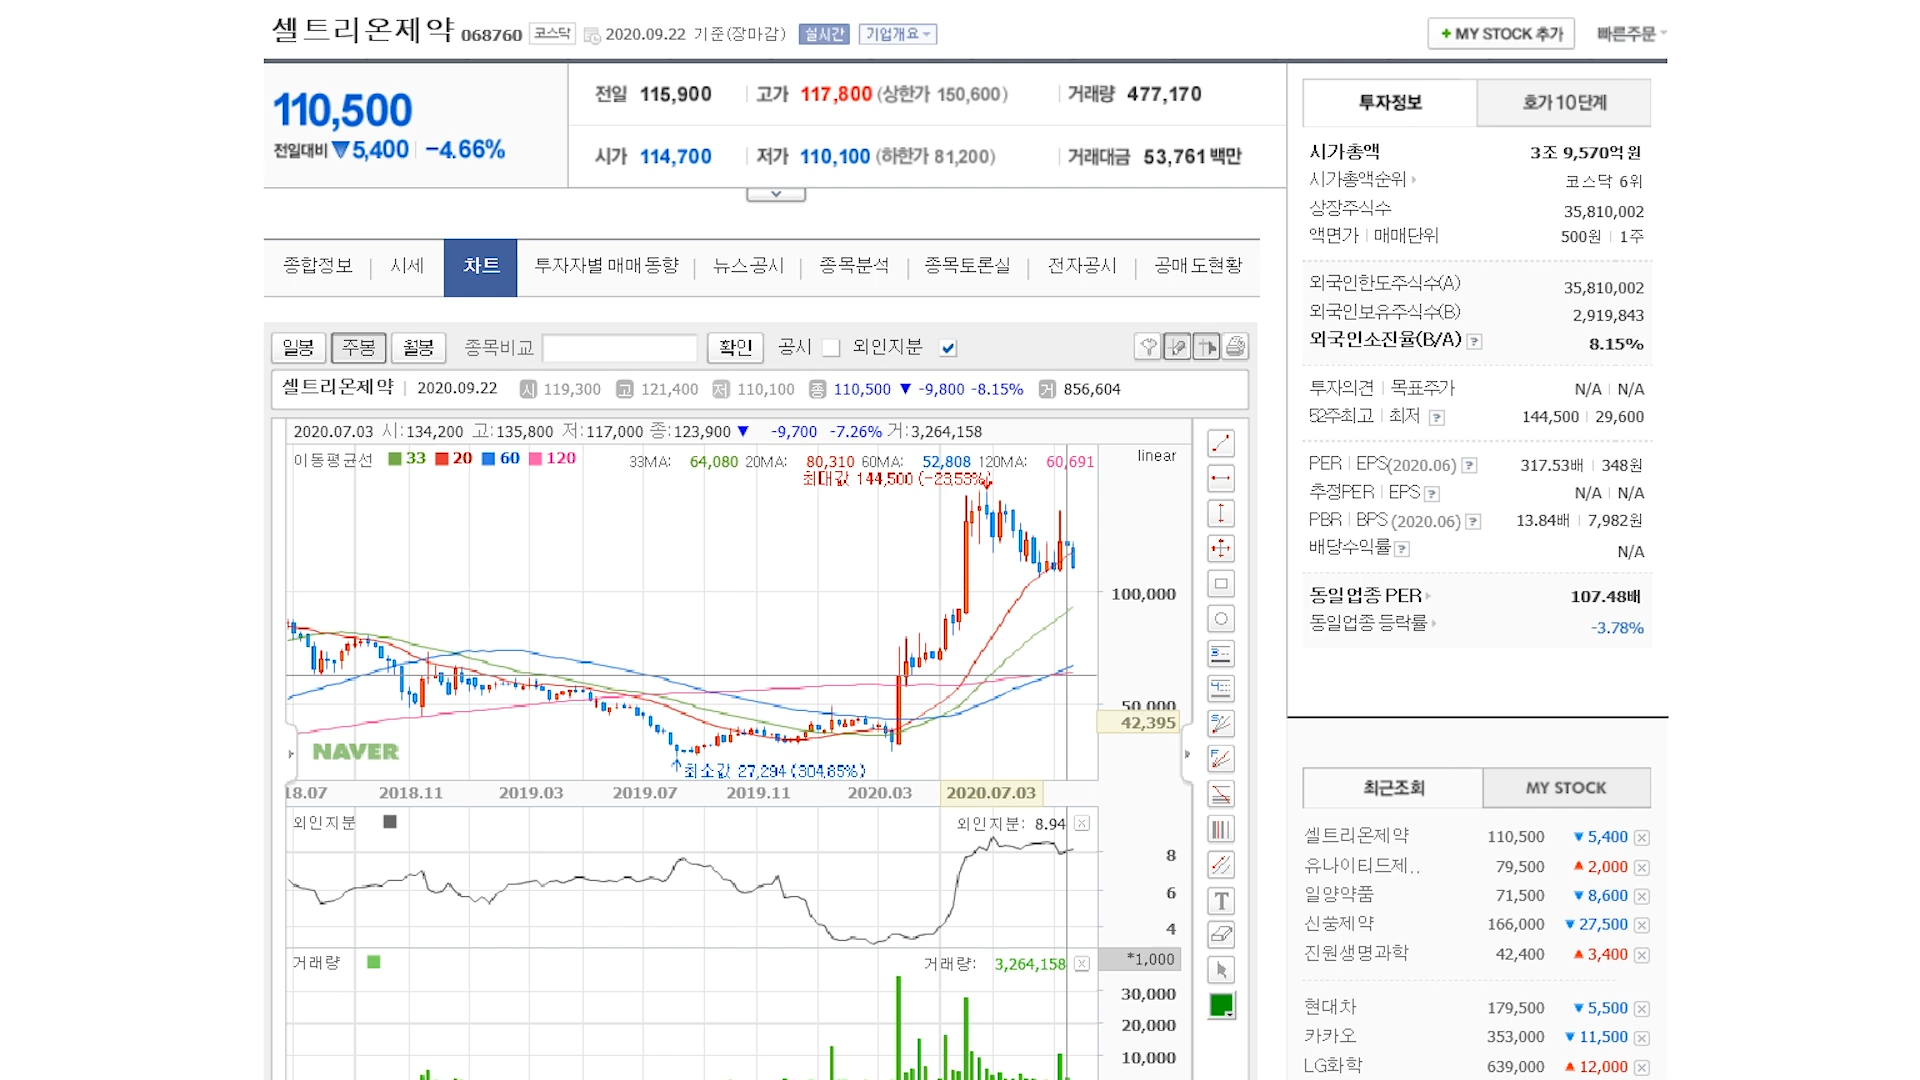 셀트리온제약 068760 코스닥 2020.09.22 기준(장마감) 실시간 기업개요
+ MY STOCK 추가 빠른주문
110,500
전일대비 ▼5,400 -4.66%
전일 115,900 고가 117,800 (상한가 150,600) 거래량 477,170
시가 114,700 저가 110,100 (하한가 81,200) 거래대금 53,761 백만
종합정보 시세 차트 투자자별 매매동향 뉴스공시 종목분석 종목토론실 전자공시 공매도현황
일봉 주봉 월봉 종목비교 확인 공시 외인지분
셀트리온제약 2020.09.22 시 119,300 고 121,400 저 110,100 종 110,500 ▼ -9,800 -8.15% 거 856,604
2020.07.03 시:134,200 고:135,800 저:117,000 종:123,900 ▼ -9,700 -7.26% 거:3,264,158
이동평균선 33 20 60 120 33MA: 64,080 20MA: 80,310 60MA: 52,808 120MA: 60,691
linear
최대값 144,500 (-23.53%)
100,000
50,000
42,395
NAVER
최소값 27,294 (304.85%)
18.07 2018.11 2019.03 2019.07 2019.11 2020.03 2020.07.03
외인지분 외인지분: 8.94
8
6
4
거래량 거래량: 3,264,158
*1,000
30,000
20,000
10,000
T
투자정보 호가 10단계
시가총액 3조 9,570억원
시가총액순위 코스닥 6위
상장주식수 35,810,002
액면가 매매단위 500원 1주
외국인한도주식수(A) 35,810,002
외국인보유주식수(B) 2,919,843
외국인소진율(B/A) ? 8.15%
투자의견 목표주가 N/A N/A
52주최고 최저 ? 144,500 29,600
PER EPS(2020.06) ? 317.53배 348원
추정PER EPS ? N/A N/A
PBR BPS (2020.06) ? 13.84배 7,982원
배당수익률 ? N/A
동일업종 PER 107.48배
동일업종 등락률 -3.78%
최근조회 MY STOCK
셀트리온제약 110,500 ▼5,400
유나이티드제.. 79,500 ▲2,000
일양약품 71,500 ▼8,600
신풍제약 166,000 ▼27,500
진원생명과학 42,400 ▲3,400
현대차 179,500 ▼5,500
카카오 353,000 ▼11,500
LG화학 639,000 ▲12,000